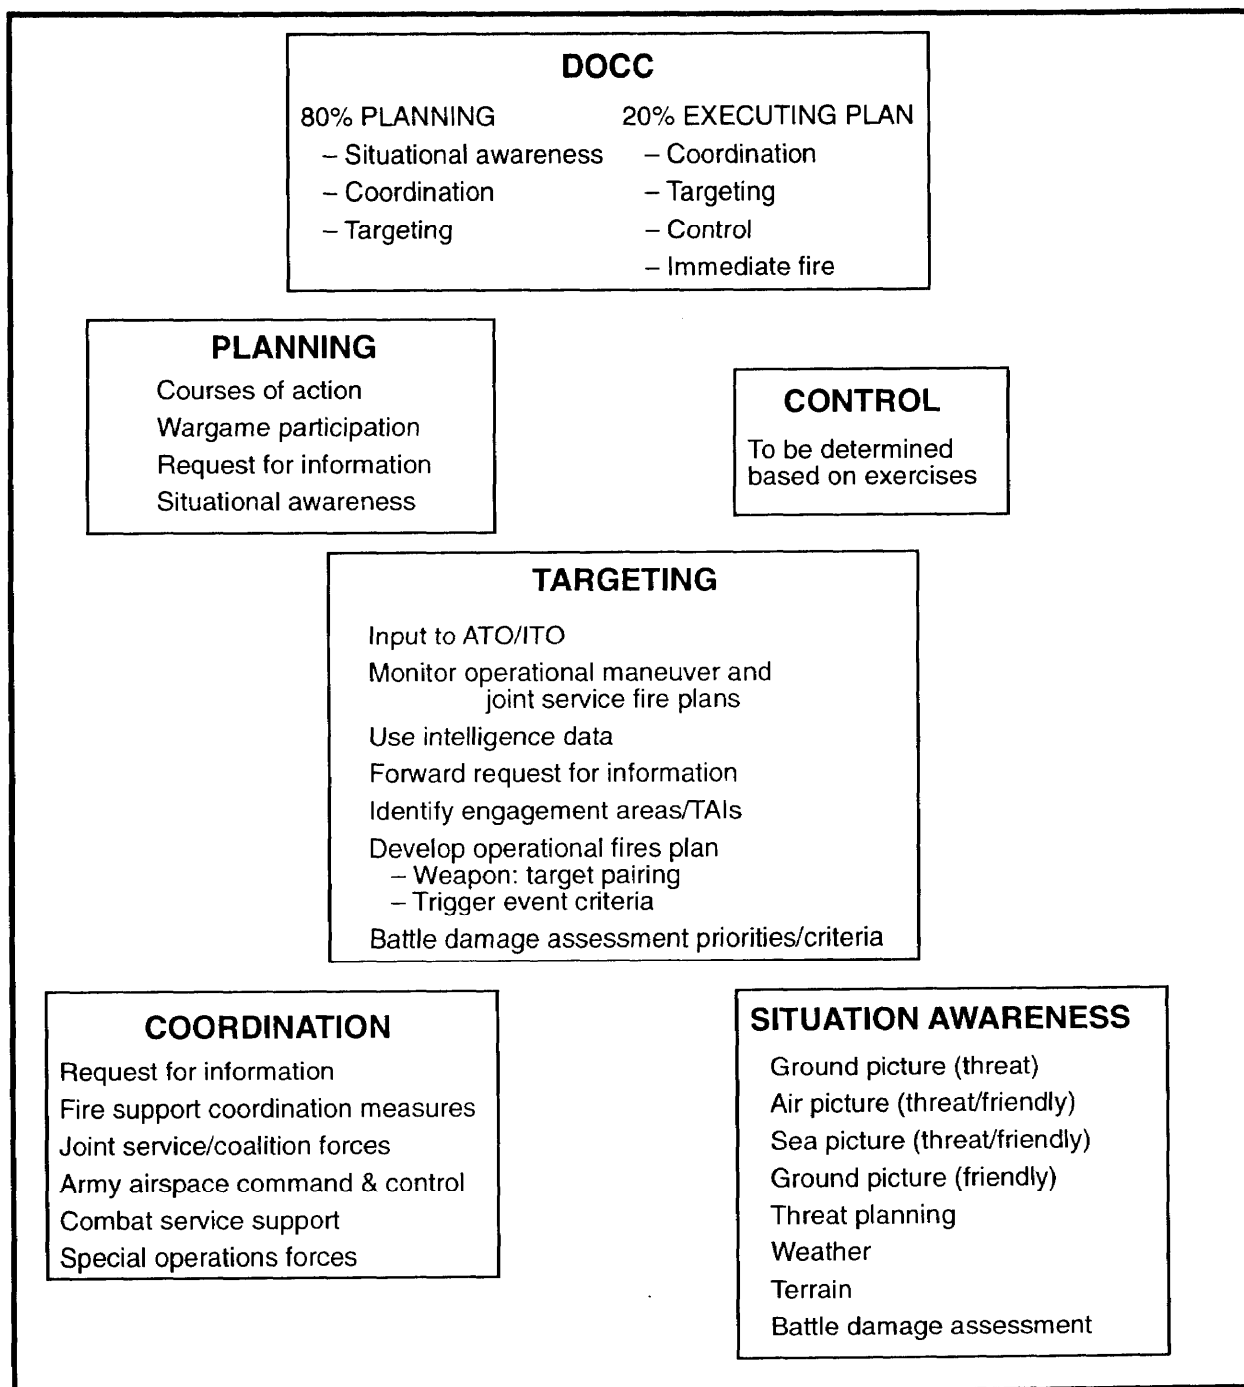 DOCC
80% PLANNING
– Situational awareness
– Coordination
– Targeting
20% EXECUTING PLAN
– Coordination
– Targeting
– Control
– Immediate fire
PLANNING
Courses of action
Wargame participation
Request for information
Situational awareness
CONTROL
To be determined
based on exercises
TARGETING
Input to ATO/ITO
Monitor operational maneuver and
joint service fire plans
Use intelligence data
Forward request for information
Identify engagement areas/TAIs
Develop operational fires plan
– Weapon: target pairing
– Trigger event criteria
Battle damage assessment priorities/criteria
COORDINATION
Request for information
Fire support coordination measures
Joint service/coalition forces
Army airspace command & control
Combat service support
Special operations forces
SITUATION AWARENESS
Ground picture (threat)
Air picture (threat/friendly)
Sea picture (threat/friendly)
Ground picture (friendly)
Threat planning
Weather
Terrain
Battle damage assessment